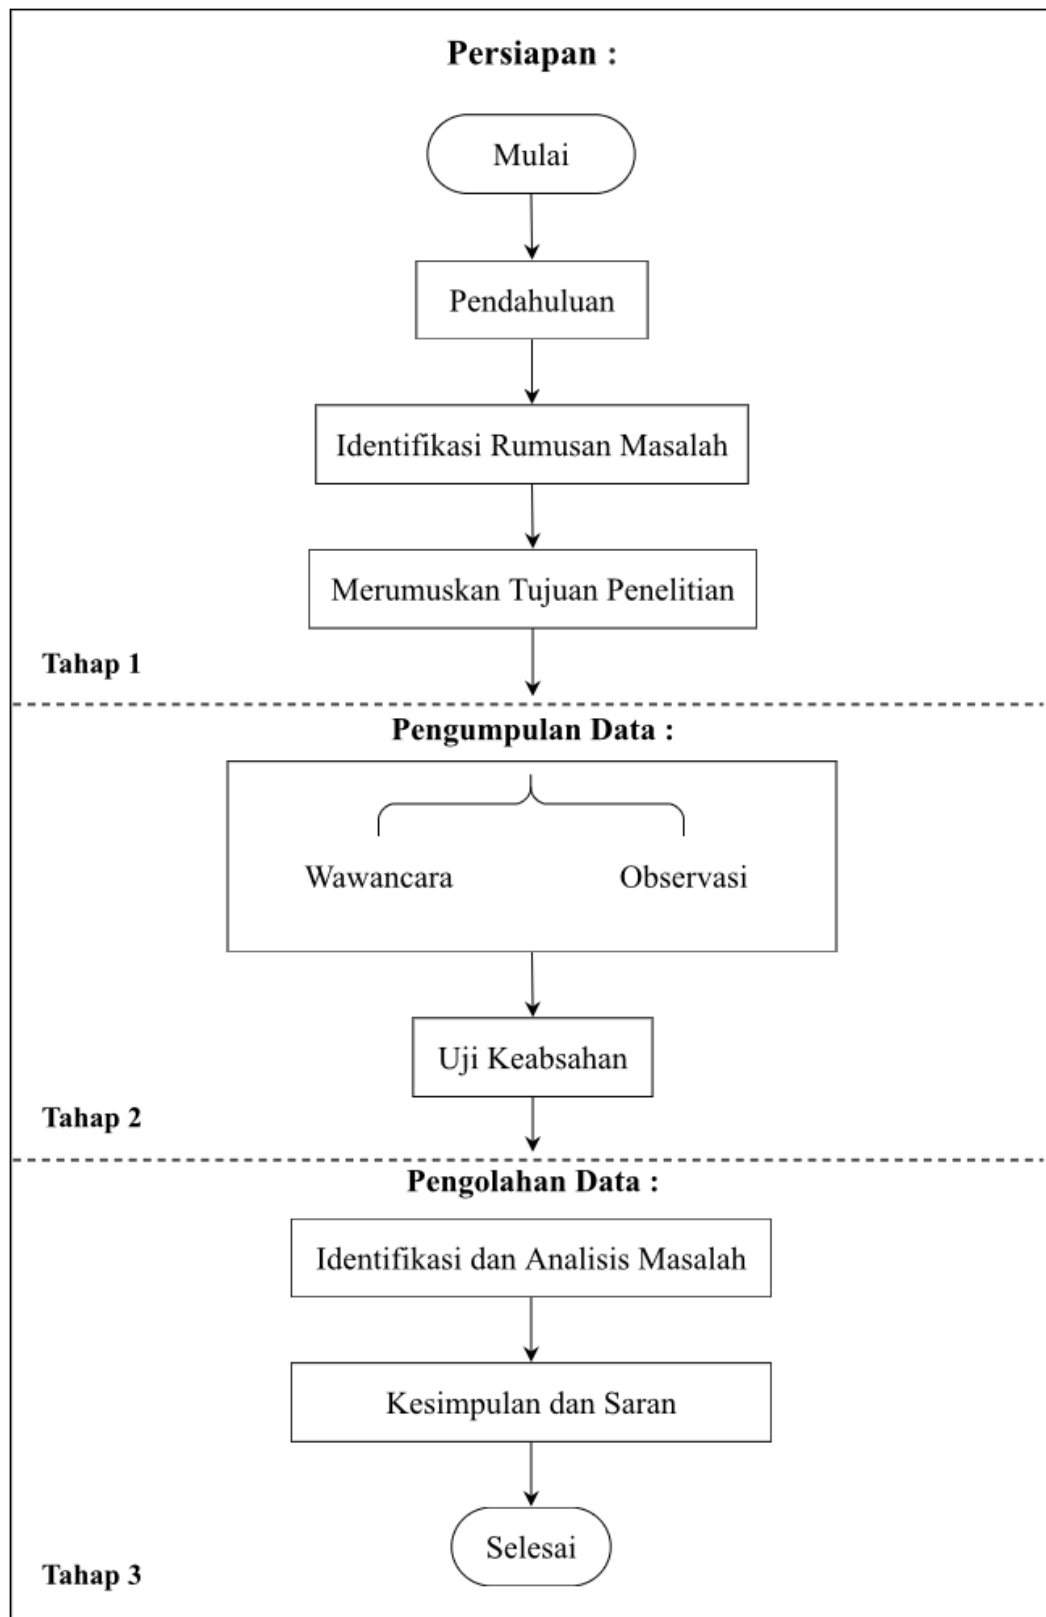 Persiapan :
Mulai
Pendahuluan
Identifikasi Rumusan Masalah
Merumuskan Tujuan Penelitian
Tahap 1
Pengumpulan Data :
Wawancara
Observasi
Uji Keabsahan
Tahap 2
Pengolahan Data :
Identifikasi dan Analisis Masalah
Kesimpulan dan Saran
Selesai
Tahap 3